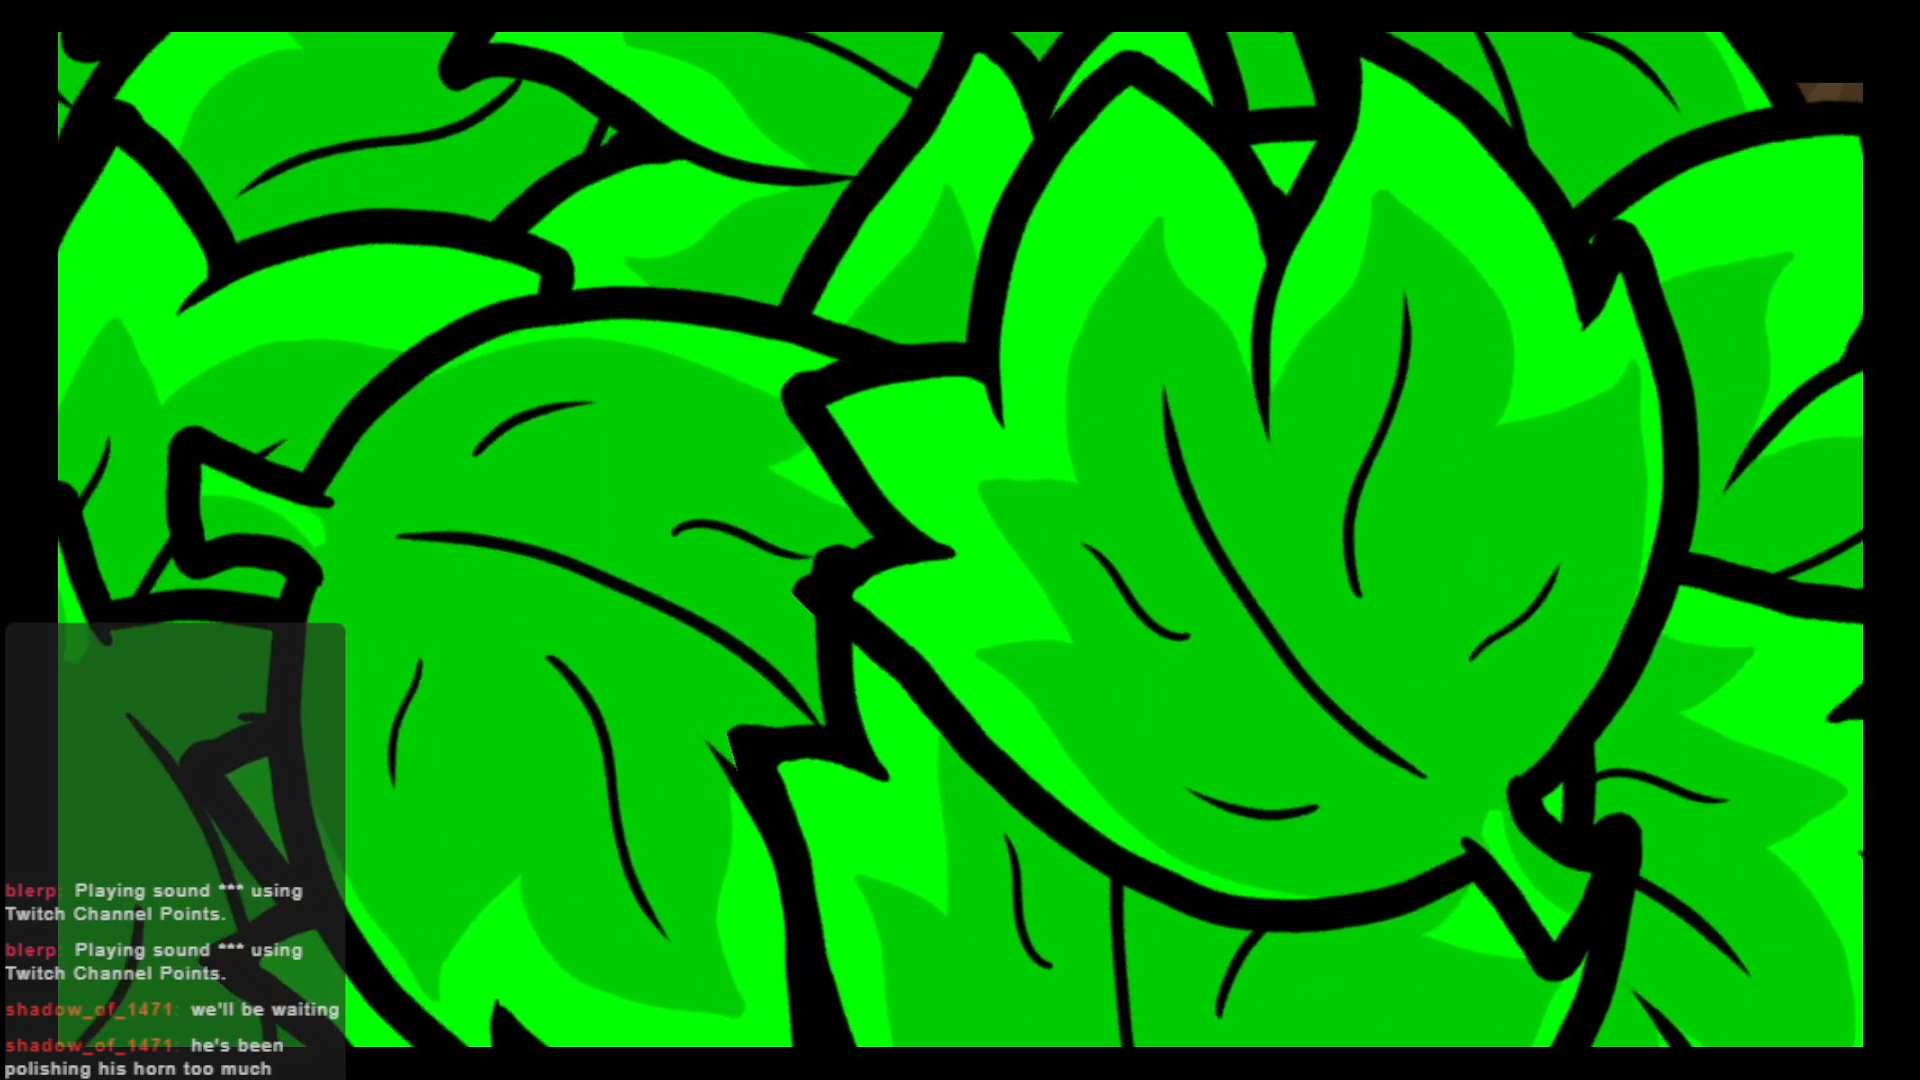 blerp: Playing sound *** using
Twitch Channel Points.
blerp: Playing sound *** using
Twitch Channel Points.
shadow_of_1471: we'll be waiting
shadow_of_1471: he's been
polishing his horn too much